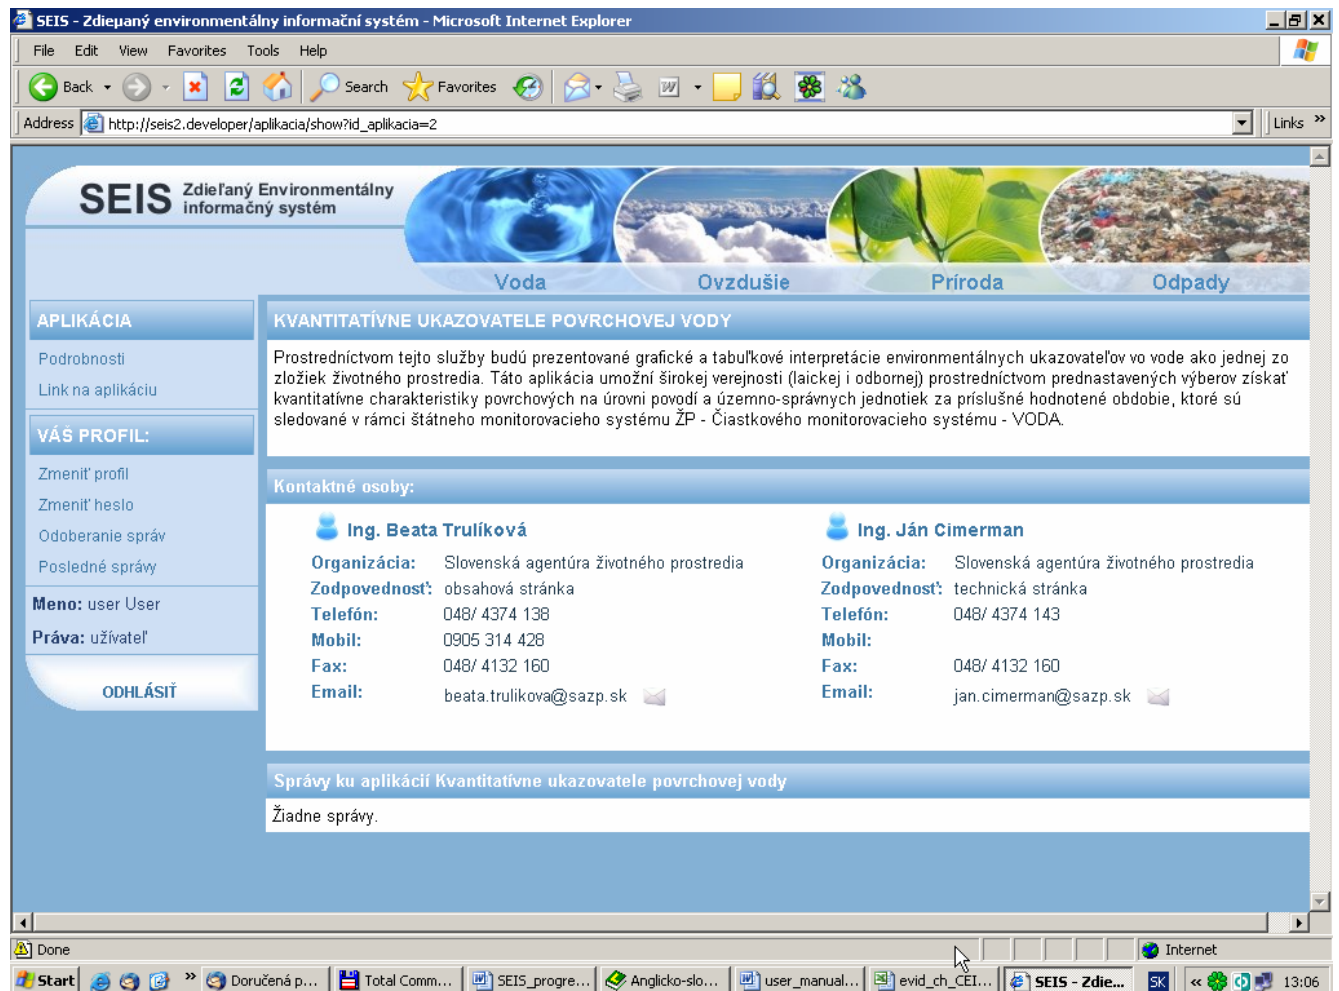 SEIS - Zdieµaný environmentálny informační systém - Microsoft Internet Explorer
File Edit View Favorites Tools Help
Back Search Favorites
Address http://seis2.developer/aplikacia/show?id_aplikacia=2 Links »
SEIS Zdieľaný Environmentálny
informačný systém
Voda Ovzdušie Príroda Odpady
APLIKÁCIA
Podrobnosti
Link na aplikáciu
VÁŠ PROFIL:
Zmeniť profil
Zmeniť heslo
Odoberanie správ
Posledné správy
Meno: user User
Práva: užívateľ
ODHLÁSIŤ
KVANTITATÍVNE UKAZOVATELE POVRCHOVEJ VODY
Prostredníctvom tejto služby budú prezentované grafické a tabuľkové interpretácie environmentálnych ukazovateľov vo vode ako jednej zo
zložiek životného prostredia. Táto aplikácia umožní širokej verejnosti (laickej i odbornej) prostredníctvom prednastavených výberov získať
kvantitatívne charakteristiky povrchových na úrovni povodí a územno-správnych jednotiek za príslušné hodnotené obdobie, ktoré sú
sledované v rámci štátneho monitorovacieho systému ŽP - Čiastkového monitorovacieho systému - VODA.
Kontaktné osoby:
Ing. Beata Trulíková
Organizácia: Slovenská agentúra životného prostredia
Zodpovednosť: obsahová stránka
Telefón: 048/ 4374 138
Mobil: 0905 314 428
Fax: 048/ 4132 160
Email: beata.trulikova@sazp.sk
Ing. Ján Cimerman
Organizácia: Slovenská agentúra životného prostredia
Zodpovednosť: technická stránka
Telefón: 048/ 4374 143
Mobil:
Fax: 048/ 4132 160
Email: jan.cimerman@sazp.sk
Správy ku aplikácií Kvantitatívne ukazovatele povrchovej vody
Žiadne správy.
Done Internet
Start » Doručená p... Total Comm... SEIS_progre... Anglicko-slo... user_manual... evid_ch_CEI... SEIS - Zdie... SK « 13:06